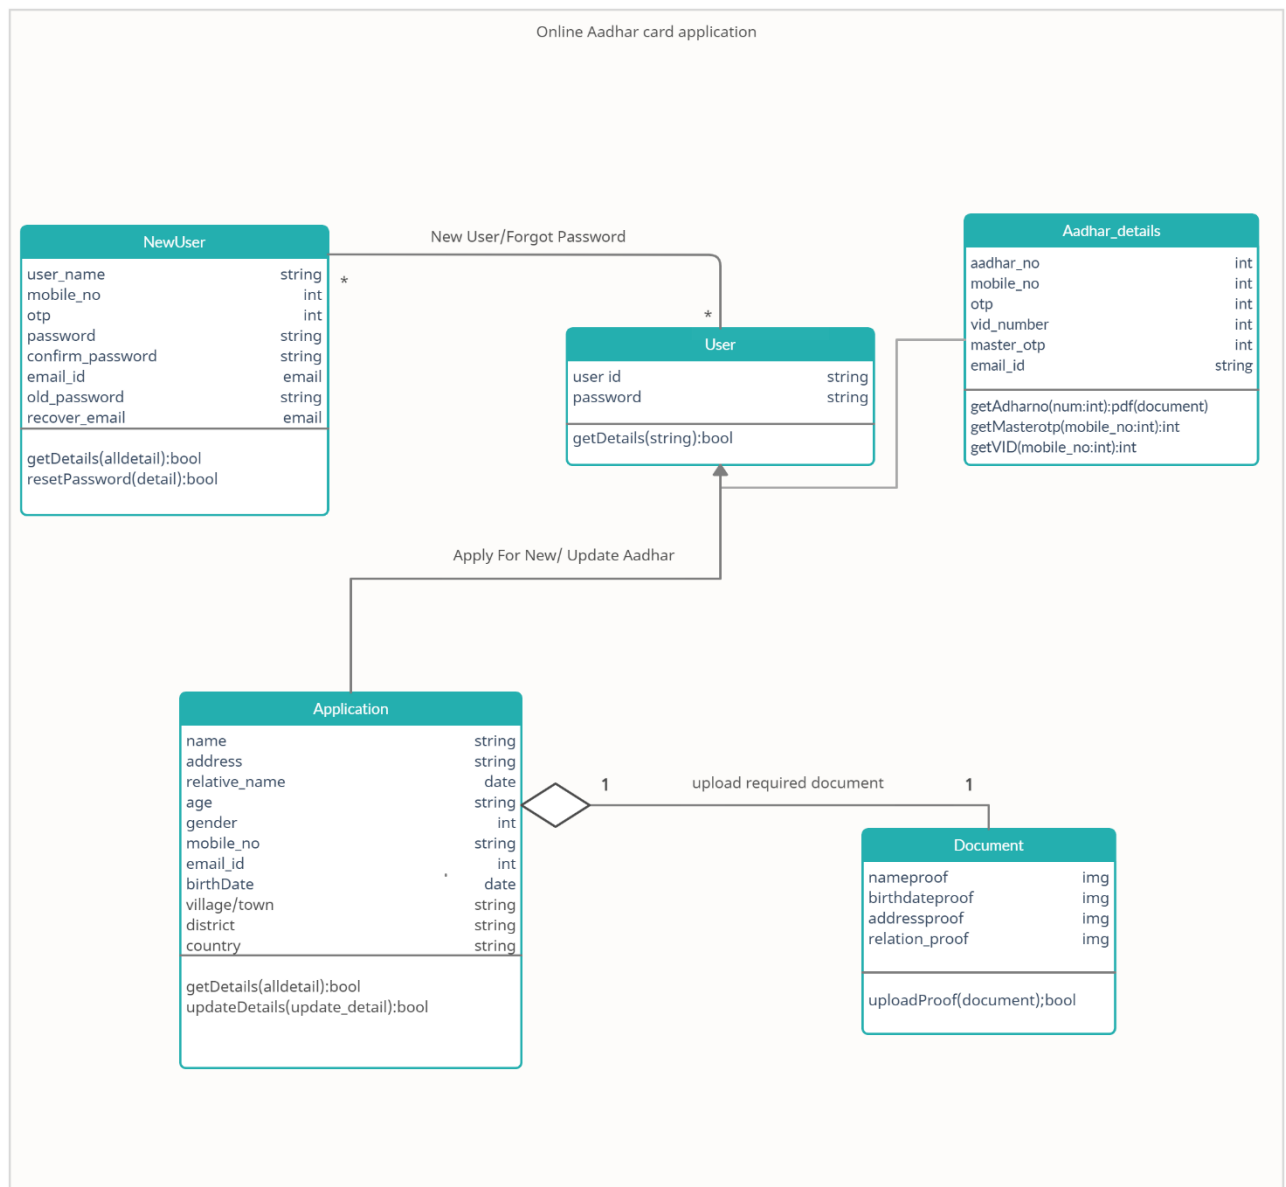 Online Aadhar card application
New User/Forgot Password
NewUser
user_name string
mobile_no int
otp int
password string
confirm_password string
email_id email
old_password string
recover_email email
getDetails(alldetail):bool
resetPassword(detail):bool
*
*
User
user id string
password string
getDetails(string):bool
Aadhar_details
aadhar_no int
mobile_no int
otp int
vid_number int
master_otp int
email_id string
getAdharno(num:int):pdf(document)
getMasterotp(mobile_no:int):int
getVID(mobile_no:int):int
Apply For New/ Update Aadhar
Application
name string
address string
relative_name date
age string
gender int
mobile_no string
email_id int
birthDate date
village/town string
district string
country string
getDetails(alldetail):bool
updateDetails(update_detail):bool
1 upload required document 1
Document
nameproof img
birthdateproof img
addressproof img
relation_proof img
uploadProof(document);bool